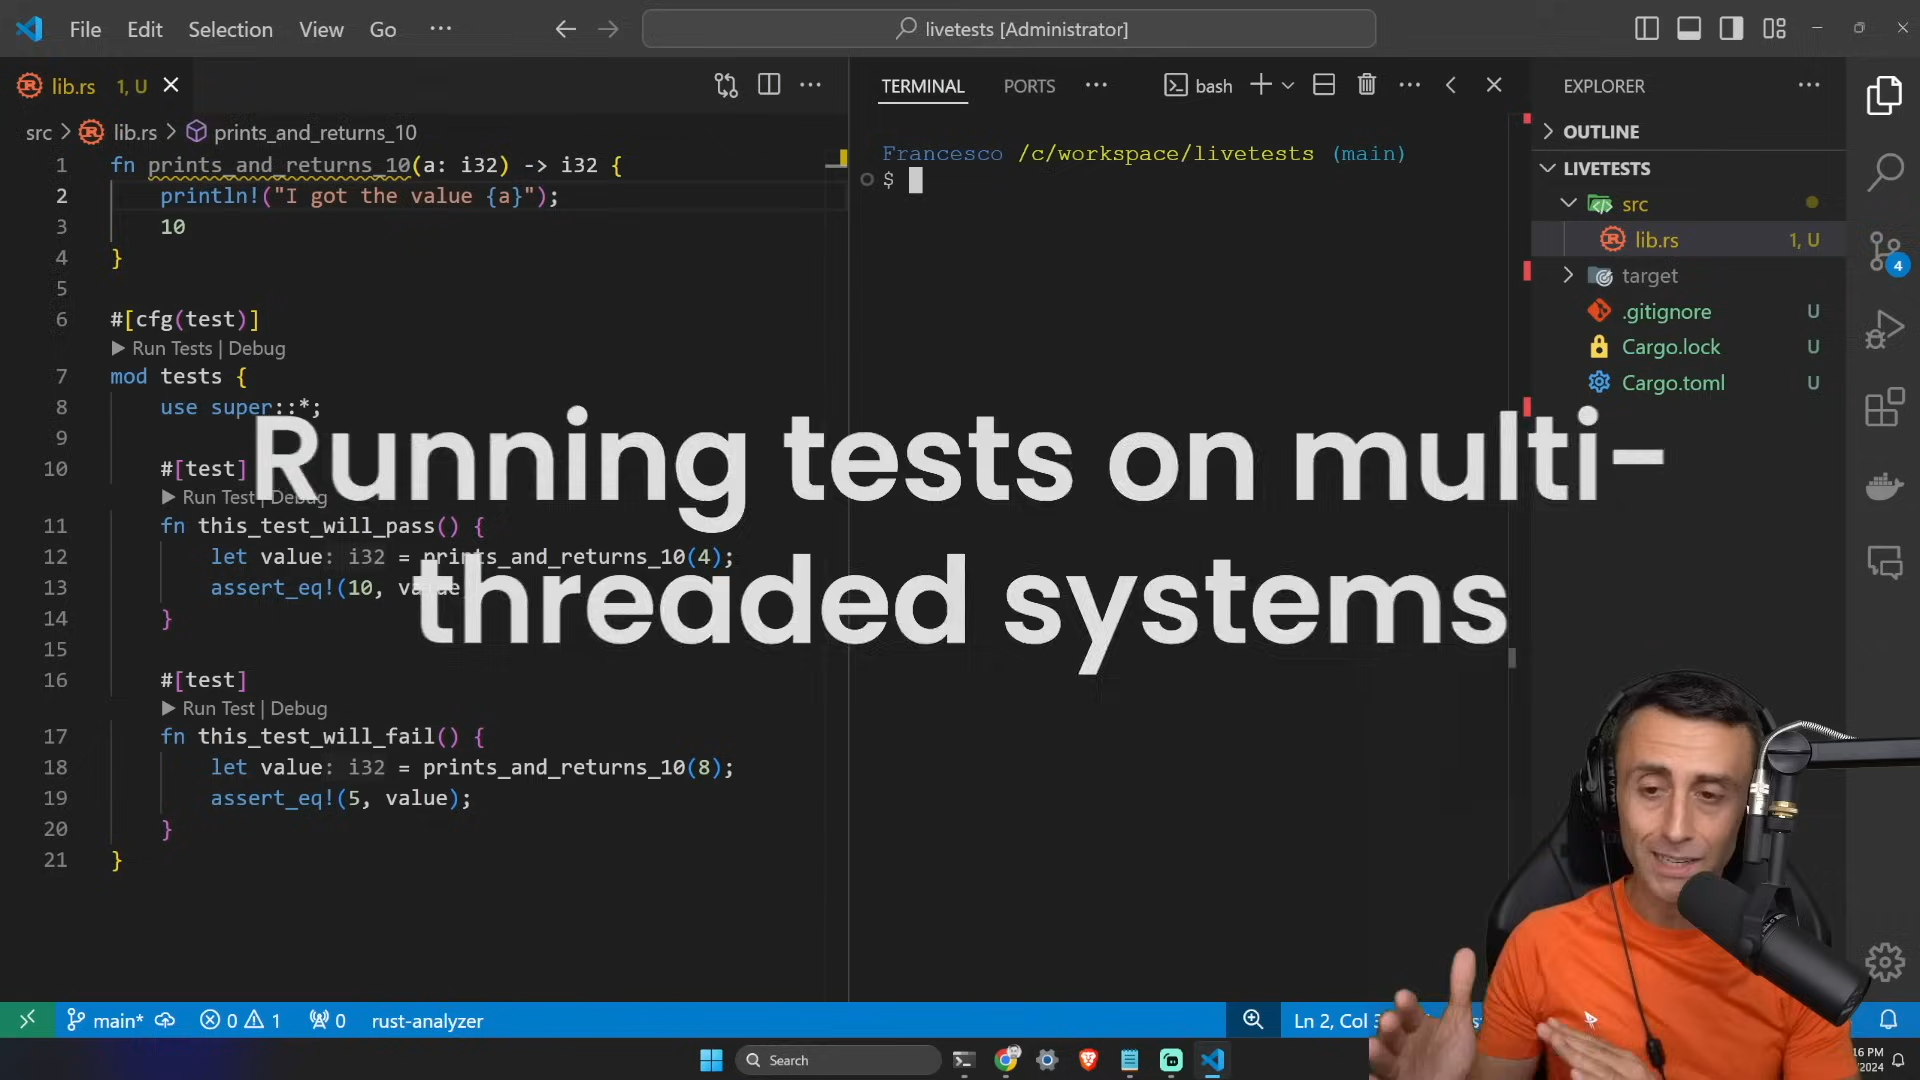 File Edit Selection View Go ···
livetests [Administrator]
lib.rs 1, U
TERMINAL PORTS ··· bash
EXPLORER
src > lib.rs > prints_and_returns_10
OUTLINE
LIVETESTS
src
lib.rs 1, U
target
.gitignore U
Cargo.lock U
Cargo.toml U
4
Francesco /c/workspace/livetests (main)
$
1 fn prints_and_returns_10(a: i32) -> i32 {
2 println!("I got the value {a}");
3 10
4 }
5
6 #[cfg(test)]
▶ Run Tests | Debug
7 mod tests {
8 use super::*;
9
10 #[test]
▶ Run Test | Debug
11 fn this_test_will_pass() {
12 let value: i32 = prints_and_returns_10(4);
13 assert_eq!(10, value
14 }
15
16 #[test]
▶ Run Test | Debug
17 fn this_test_will_fail() {
18 let value: i32 = prints_and_returns_10(8);
19 assert_eq!(5, value);
20 }
21 }
Running tests on multi-
threaded systems
main* 0 1 0 rust-analyzer
Ln 2, Col
Search
16 PM
2024